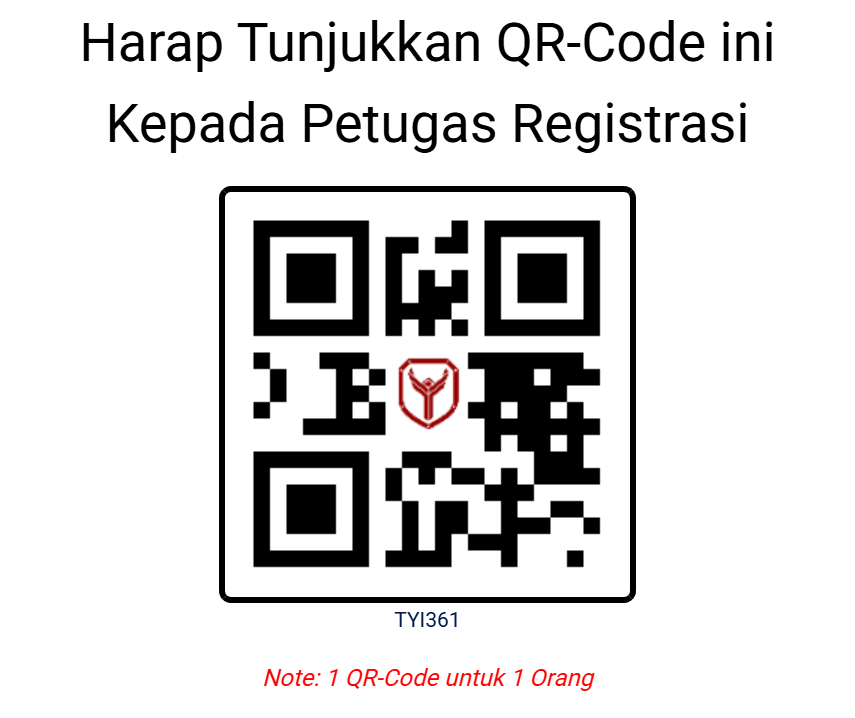 Harap Tunjukkan QR-Code ini
Kepada Petugas Registrasi
TYI361
Note: 1 QR-Code untuk 1 Orang